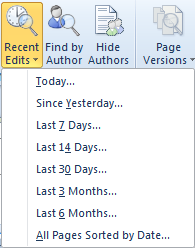 Recent Edits
Find by Author
Hide Authors
Page Versions
Today...
Since Yesterday...
Last 7 Days...
Last 14 Days...
Last 30 Days...
Last 3 Months...
Last 6 Months...
All Pages Sorted by Date...